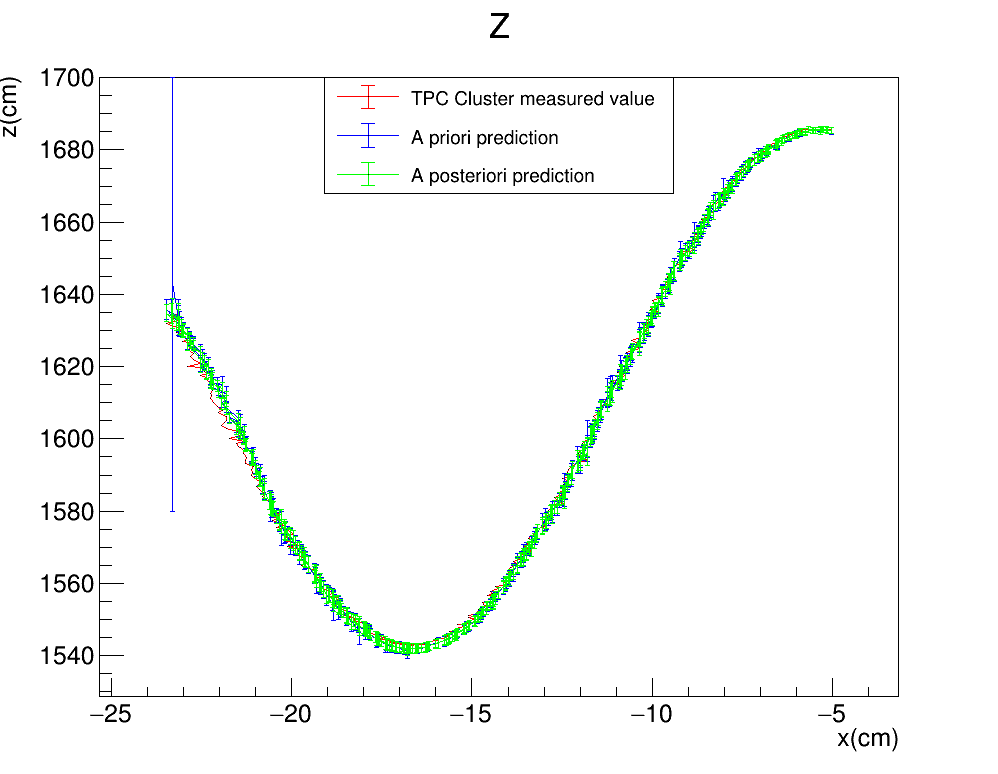 Z
z(cm)
1700
1680
1660
1640
1620
1600
1580
1560
1540
TPC Cluster measured value
A priori prediction
A posteriori prediction
−25 −20 −15 −10 −5
x(cm)